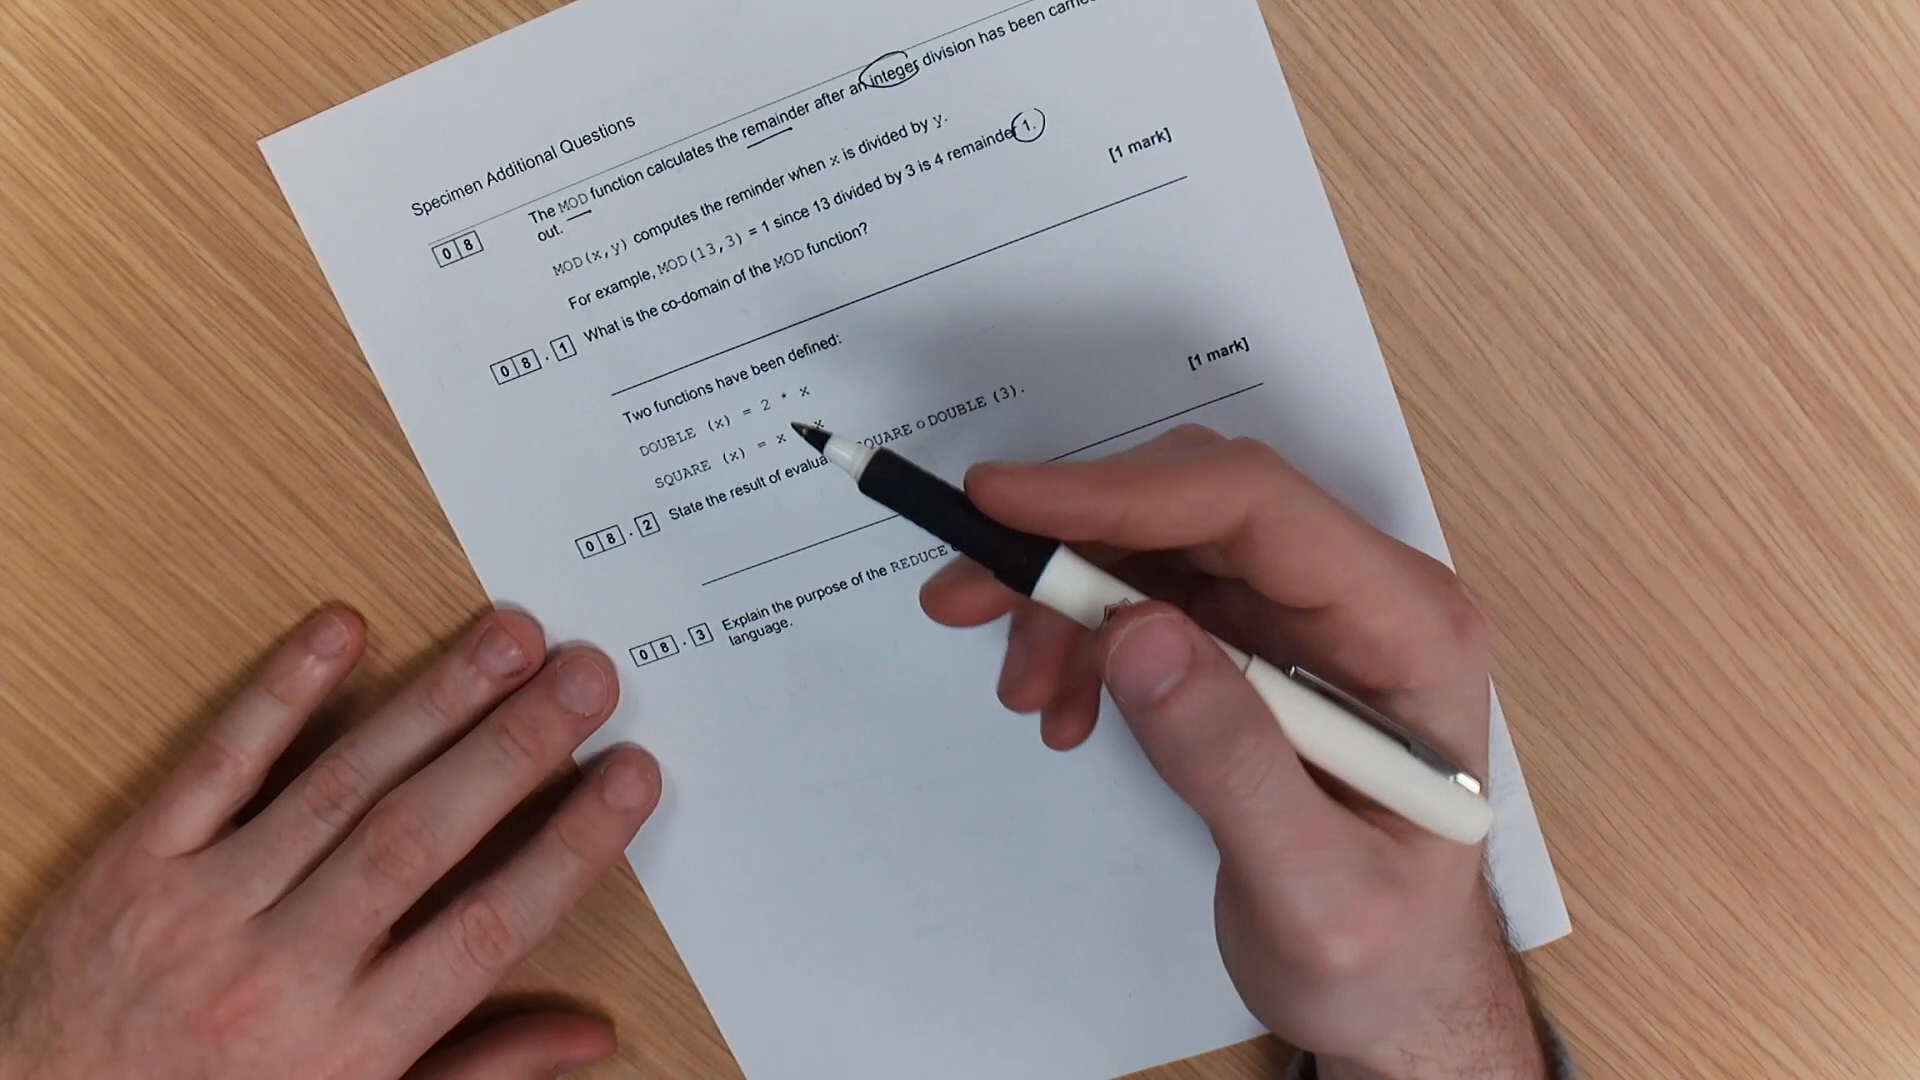 Specimen Additional Questions
0 8 The MOD function calculates the remainder after an integer division has been carried
out.
MOD(x,y) computes the reminder when x is divided by y.
For example, MOD(13,3) = 1 since 13 divided by 3 is 4 remainder 1.
0 8 . 1 What is the co-domain of the MOD function?
[1 mark]
Two functions have been defined:
DOUBLE (x) = 2 * x
SQUARE (x) = x x
0 8 . 2 State the result of SQUARE o DOUBLE (3).
[1 mark]
0 8 . 3 Explain the purpose of the REDUCE
language.